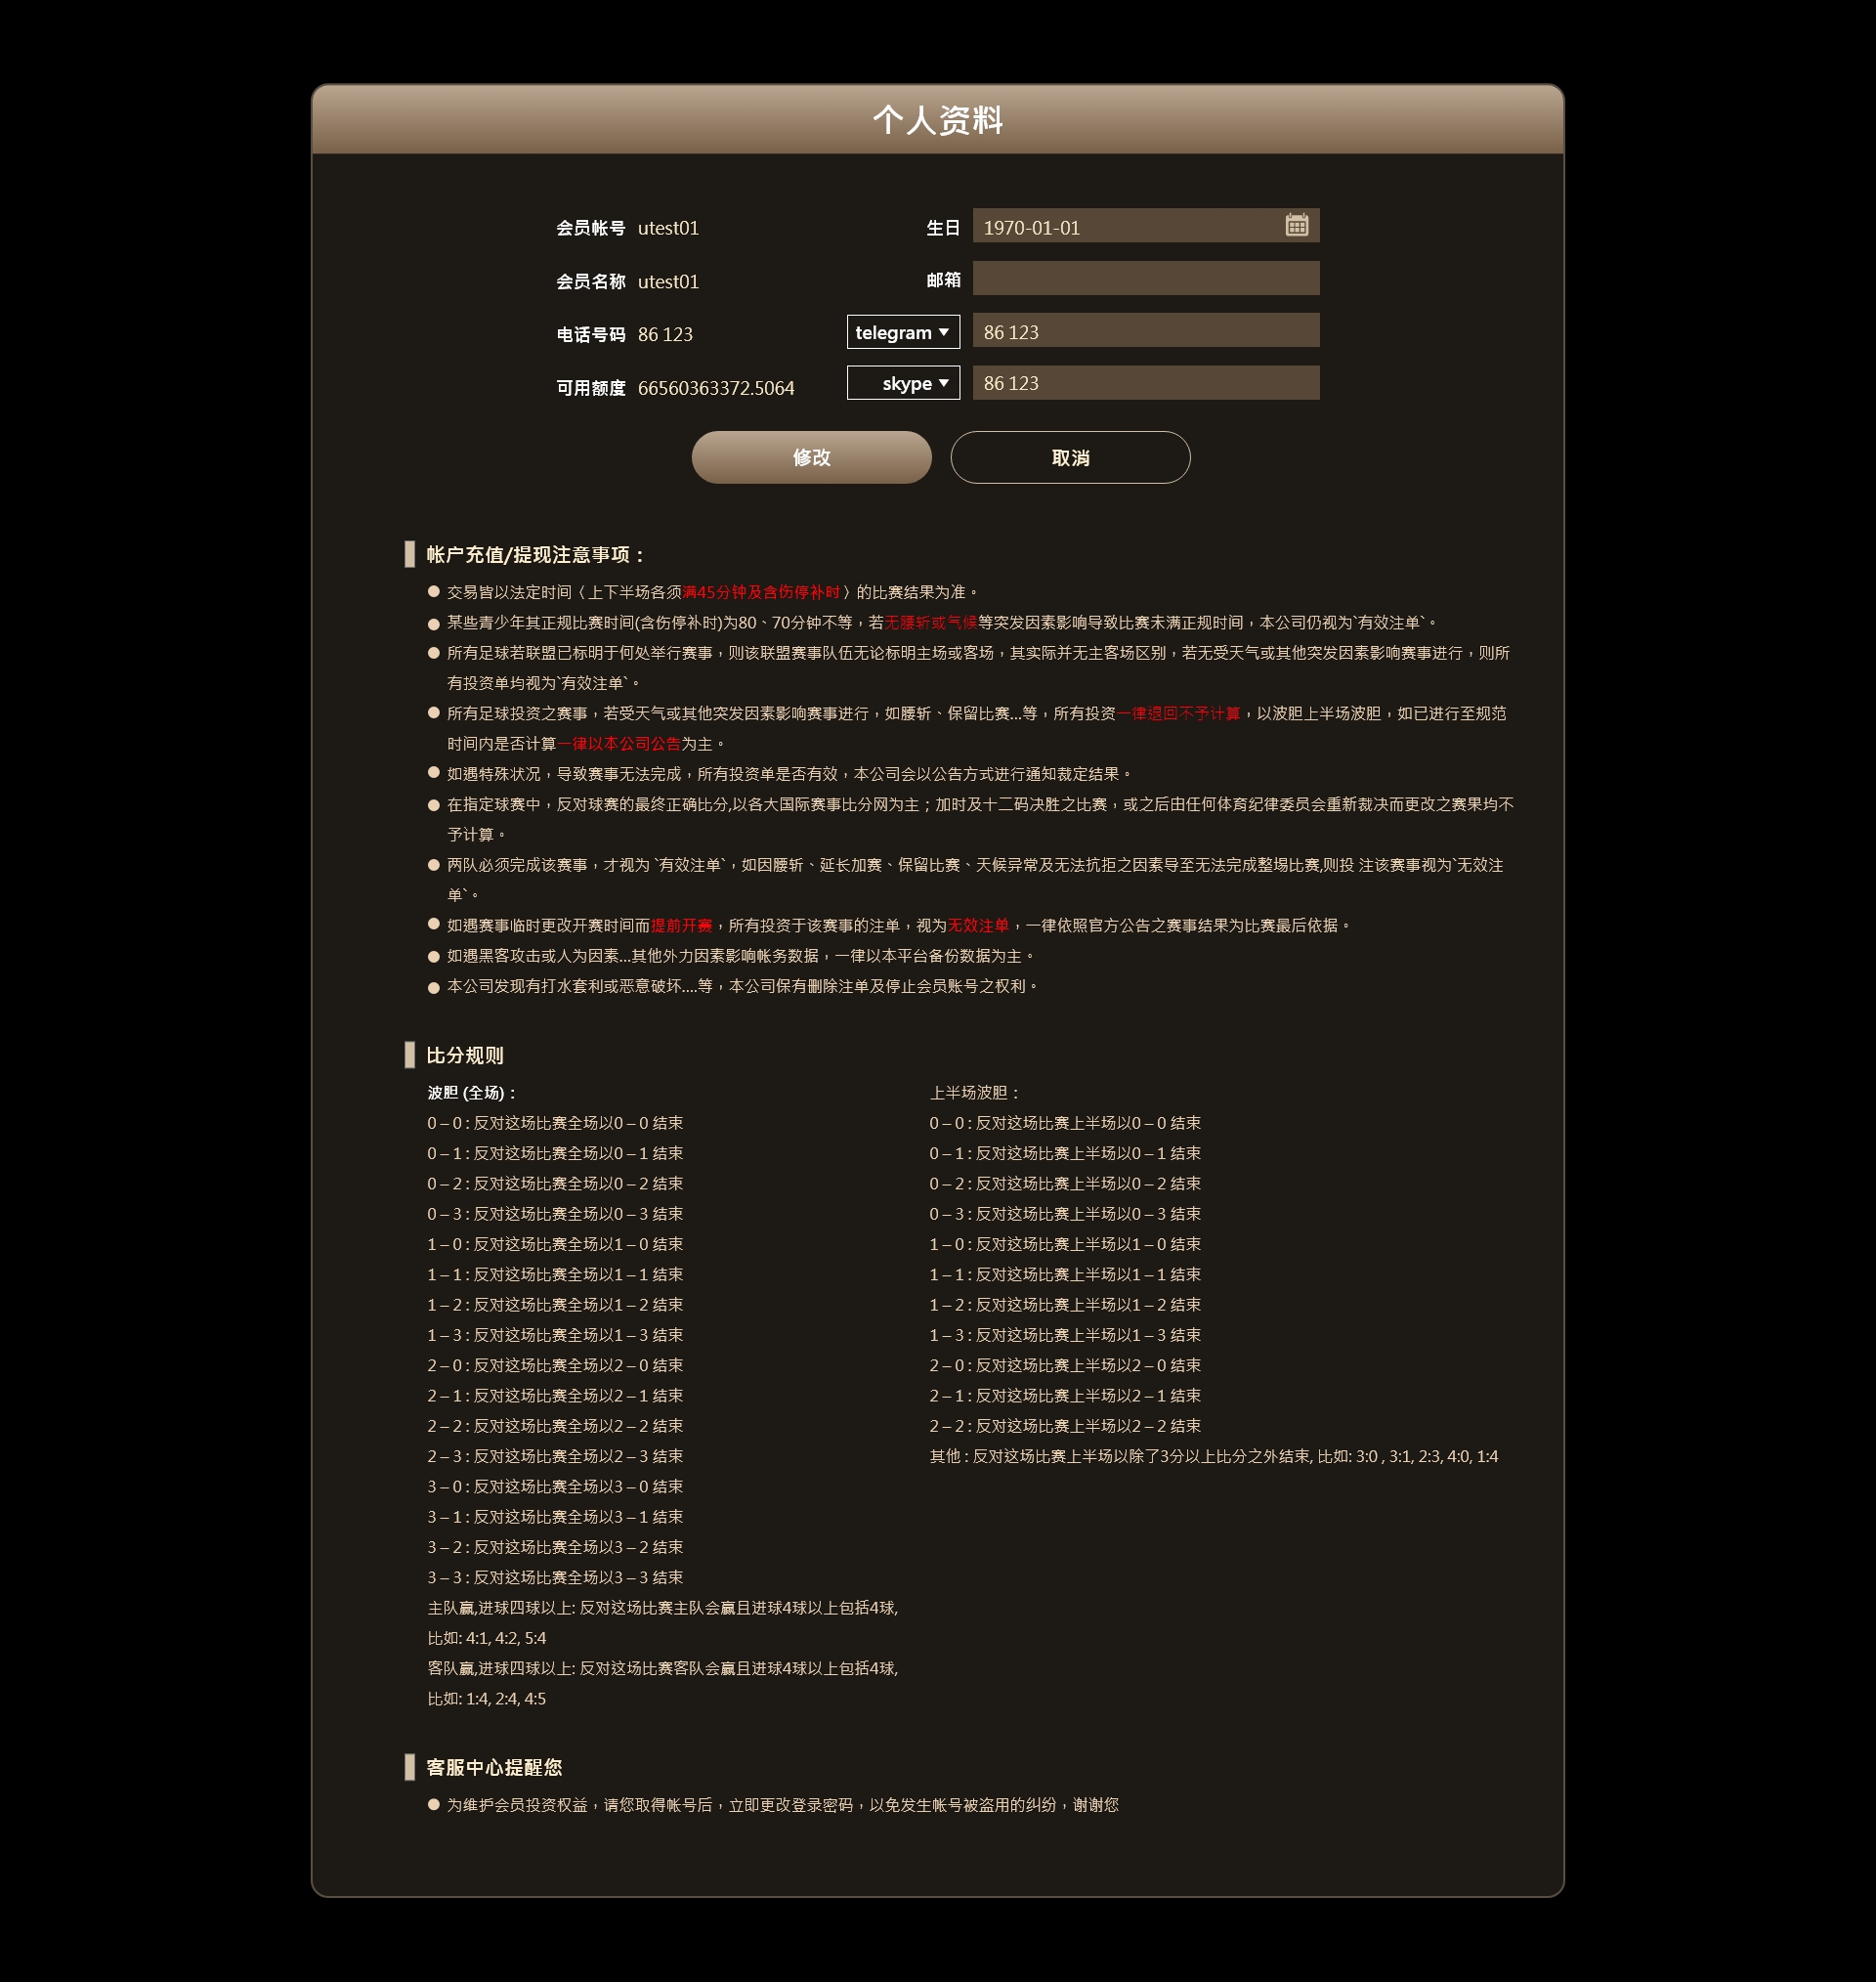 个人资料
会员帐号 utest01 生日 1970-01-01
会员名称 utest01 邮箱
电话号码 86 123 telegram 86 123
可用额度 66560363372.5064 skype 86 123
修改 取消
帐户充值/提现注意事项：
交易皆以法定时间〈上下半场各须满45分钟及含伤停补时〉的比赛结果为准。
某些青少年其正规比赛时间(含伤停补时)为80、70分钟不等，若无腰斩或气候等突发因素影响导致比赛未满正规时间，本公司仍视为`有效注单`。
所有足球若联盟已标明于何处举行赛事，则该联盟赛事队伍无论标明主场或客场，其实际并无主客场区别，若无受天气或其他突发因素影响赛事进行，则所
有投资单均视为`有效注单`。
所有足球投资之赛事，若受天气或其他突发因素影响赛事进行，如腰斩、保留比赛...等，所有投资一律退回不予计算，以波胆上半场波胆，如已进行至规范
时间内是否计算一律以本公司公告为主。
如遇特殊状况，导致赛事无法完成，所有投资单是否有效，本公司会以公告方式进行通知裁定结果。
在指定球赛中，反对球赛的最终正确比分,以各大国际赛事比分网为主；加时及十二码决胜之比赛，或之后由任何体育纪律委员会重新裁决而更改之赛果均不
予计算。
两队必须完成该赛事，才视为 `有效注单`，如因腰斩、延长加赛、保留比赛、天候异常及无法抗拒之因素导至无法完成整场比赛,则投 注该赛事视为`无效注
单`。
如遇赛事临时更改开赛时间而提前开赛，所有投资于该赛事的注单，视为无效注单，一律依照官方公告之赛事结果为比赛最后依据。
如遇黑客攻击或人为因素...其他外力因素影响帐务数据，一律以本平台备份数据为主。
本公司发现有打水套利或恶意破坏....等，本公司保有删除注单及停止会员账号之权利。
比分规则
波胆 (全场)：
0 – 0 : 反对这场比赛全场以0 – 0 结束
0 – 1 : 反对这场比赛全场以0 – 1 结束
0 – 2 : 反对这场比赛全场以0 – 2 结束
0 – 3 : 反对这场比赛全场以0 – 3 结束
1 – 0 : 反对这场比赛全场以1 – 0 结束
1 – 1 : 反对这场比赛全场以1 – 1 结束
1 – 2 : 反对这场比赛全场以1 – 2 结束
1 – 3 : 反对这场比赛全场以1 – 3 结束
2 – 0 : 反对这场比赛全场以2 – 0 结束
2 – 1 : 反对这场比赛全场以2 – 1 结束
2 – 2 : 反对这场比赛全场以2 – 2 结束
2 – 3 : 反对这场比赛全场以2 – 3 结束
3 – 0 : 反对这场比赛全场以3 – 0 结束
3 – 1 : 反对这场比赛全场以3 – 1 结束
3 – 2 : 反对这场比赛全场以3 – 2 结束
3 – 3 : 反对这场比赛全场以3 – 3 结束
主队赢,进球四球以上: 反对这场比赛主队会赢且进球4球以上包括4球,
比如: 4:1, 4:2, 5:4
客队赢,进球四球以上: 反对这场比赛客队会赢且进球4球以上包括4球,
比如: 1:4, 2:4, 4:5
上半场波胆：
0 – 0 : 反对这场比赛上半场以0 – 0 结束
0 – 1 : 反对这场比赛上半场以0 – 1 结束
0 – 2 : 反对这场比赛上半场以0 – 2 结束
0 – 3 : 反对这场比赛上半场以0 – 3 结束
1 – 0 : 反对这场比赛上半场以1 – 0 结束
1 – 1 : 反对这场比赛上半场以1 – 1 结束
1 – 2 : 反对这场比赛上半场以1 – 2 结束
1 – 3 : 反对这场比赛上半场以1 – 3 结束
2 – 0 : 反对这场比赛上半场以2 – 0 结束
2 – 1 : 反对这场比赛上半场以2 – 1 结束
2 – 2 : 反对这场比赛上半场以2 – 2 结束
其他 : 反对这场比赛上半场以除了3分以上比分之外结束, 比如: 3:0 , 3:1, 2:3, 4:0, 1:4
客服中心提醒您
为维护会员投资权益，请您取得帐号后，立即更改登录密码，以免发生帐号被盗用的纠纷，谢谢您